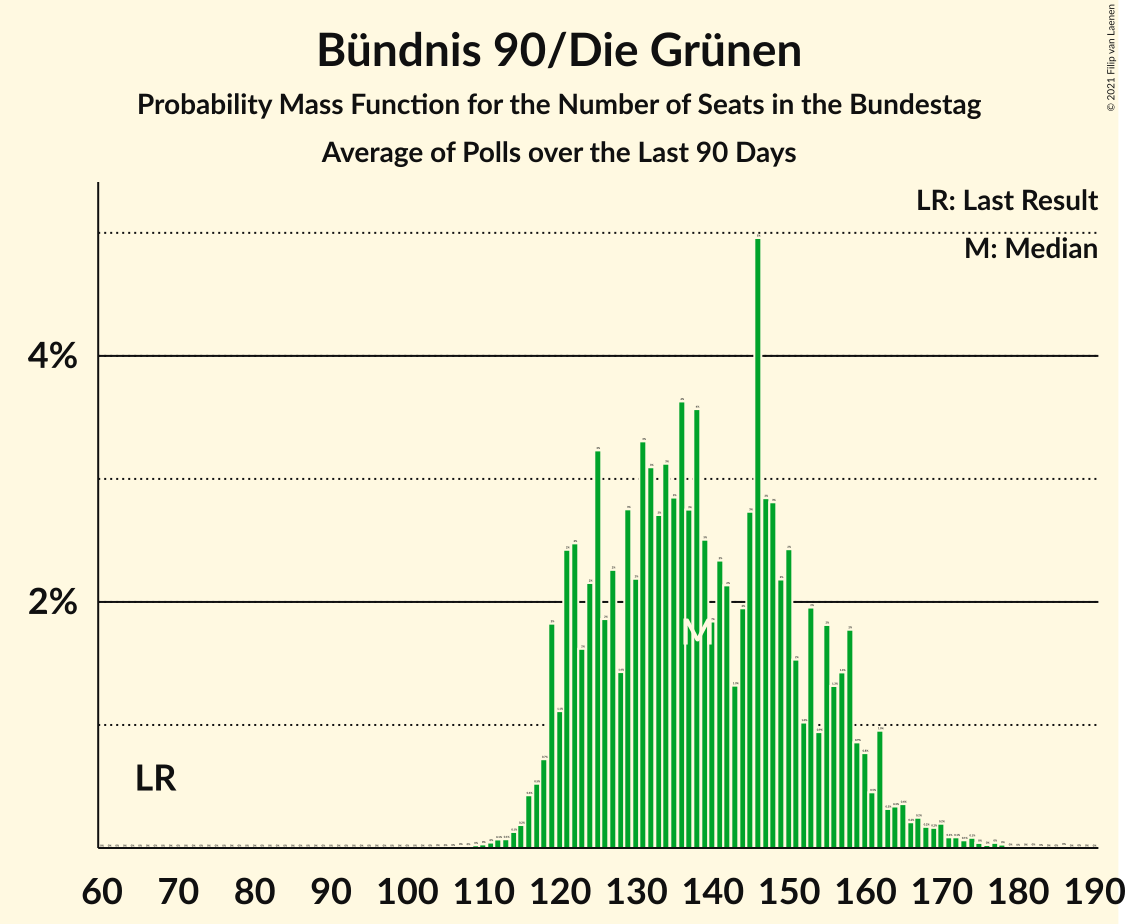 Bündnis 90/Die Grünen
Probability Mass Function for the Number of Seats in the Bundestag
Average of Polls over the Last 90 Days
© 2021 Filip van Laenen
LR: Last Result
M: Median
4%
2%
M
LR
60 70 80 90 100 110 120 130 140 150 160 170 180 190